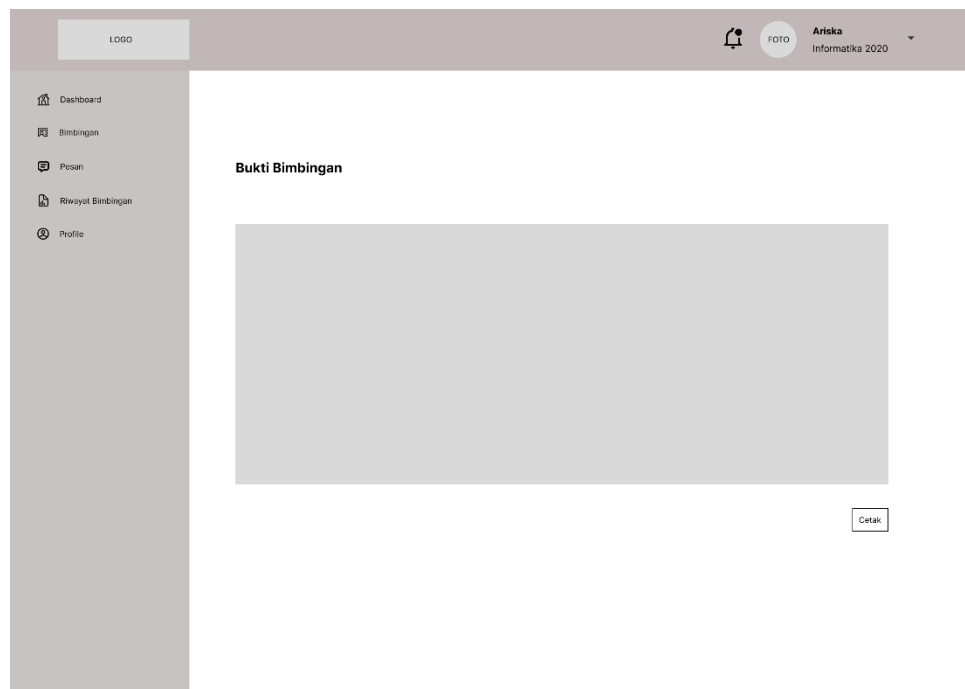 LOGO
FOTO
Ariska
Informatika 2020
Dashboard
Bimbingan
Pesan
Riwayat Bimbingan
Profile
Bukti Bimbingan
Cetak